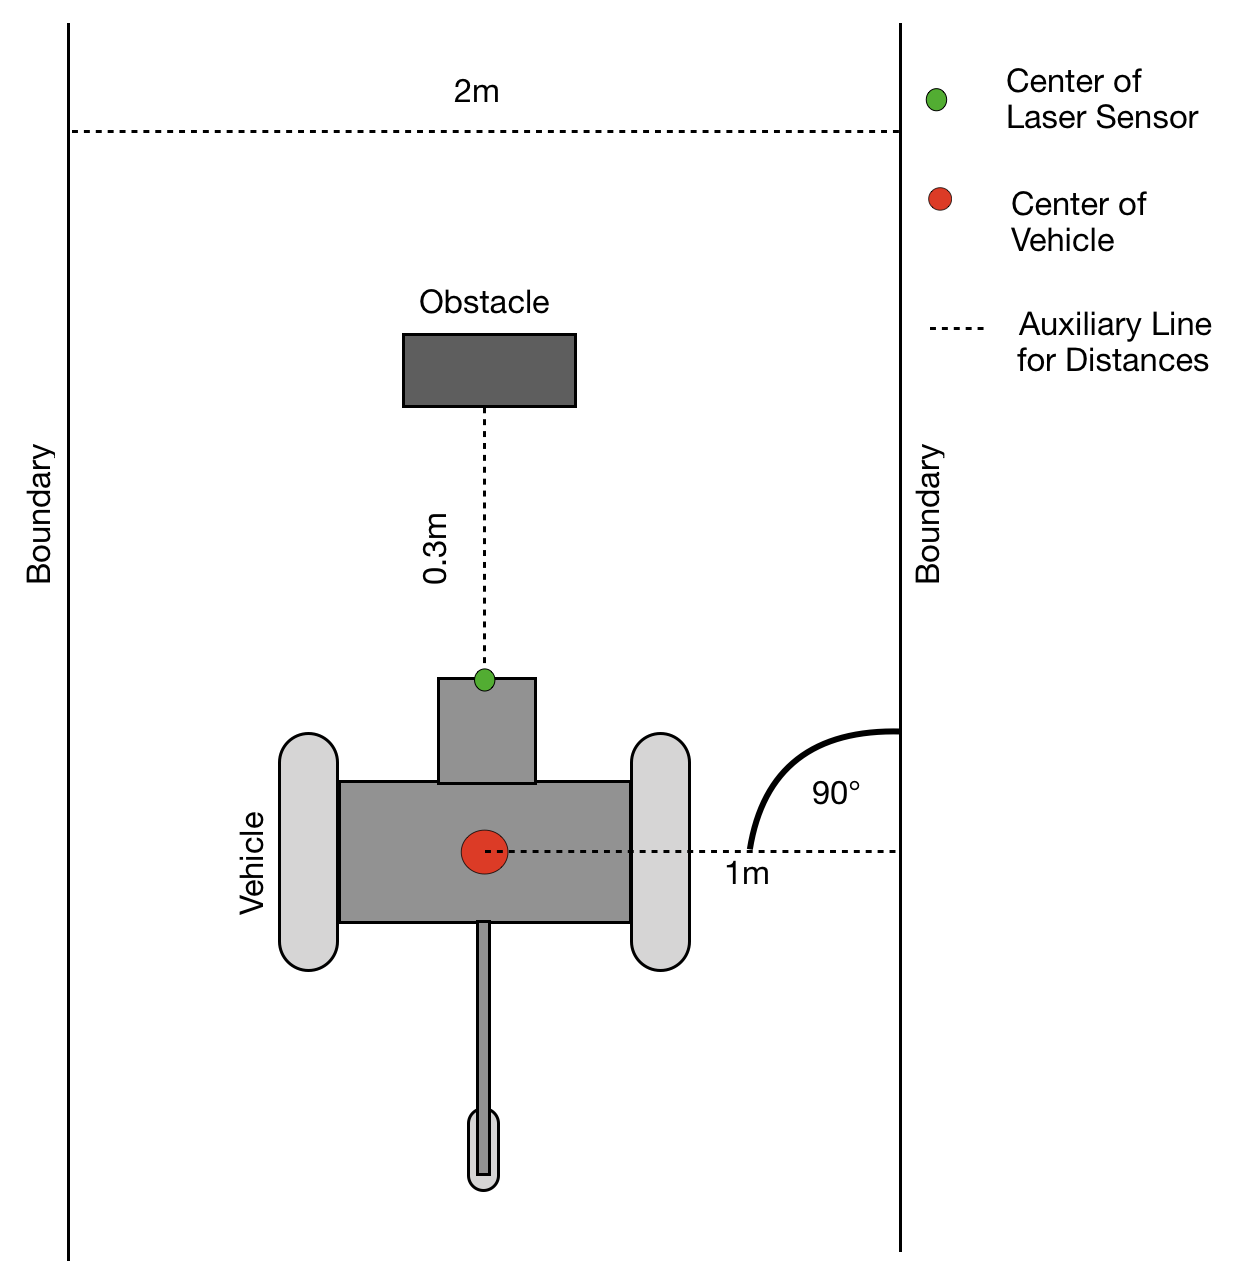 2m
Center of
Laser Sensor
Center of
Vehicle
Obstacle
Auxiliary Line
for Distances
Boundary
Boundary
0.3m
90°
Vehicle
1m